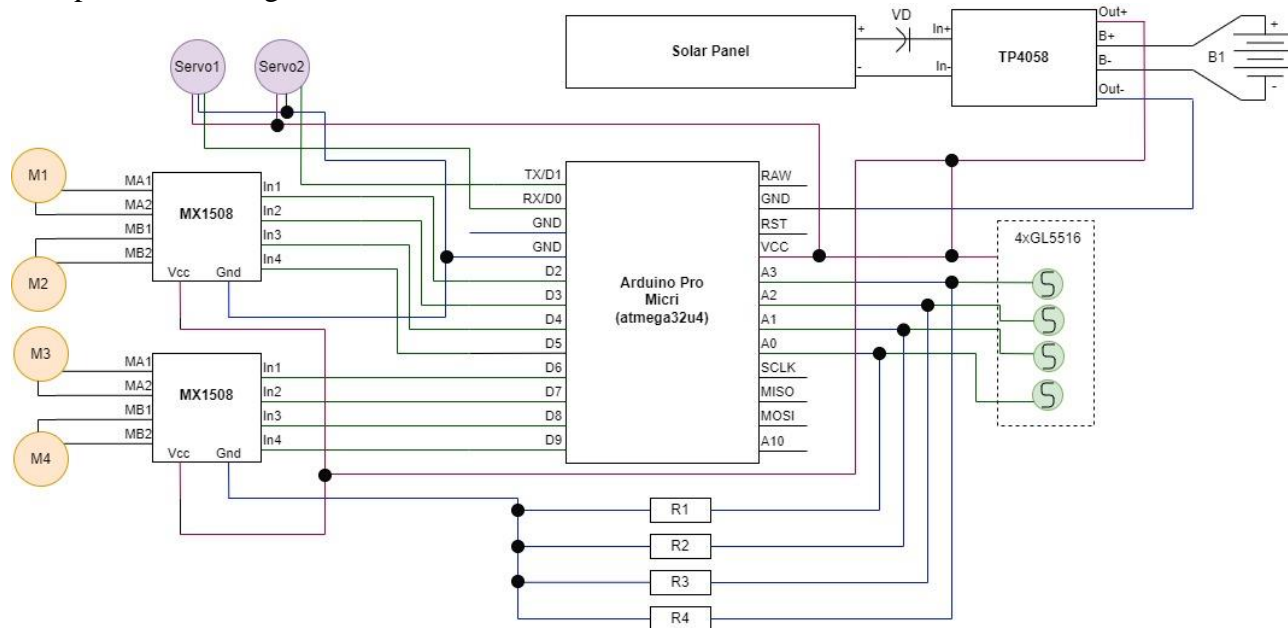 Solar Panel
+
-
VD
In+
In-
TP4058
Out+
B+
B-
Out-
B1
+
-
Servo1
Servo2
M1
M2
MA1
MA2
MB1
MB2
MX1508
Vcc
Gnd
In1
In2
In3
In4
M3
M4
MA1
MA2
MB1
MB2
MX1508
Vcc
Gnd
In1
In2
In3
In4
TX/D1
RX/D0
GND
GND
D2
D3
D4
D5
D6
D7
D8
D9
Arduino Pro
Micri
(atmega32u4)
RAW
GND
RST
VCC
A3
A2
A1
A0
SCLK
MISO
MOSI
A10
4xGL5516
R1
R2
R3
R4